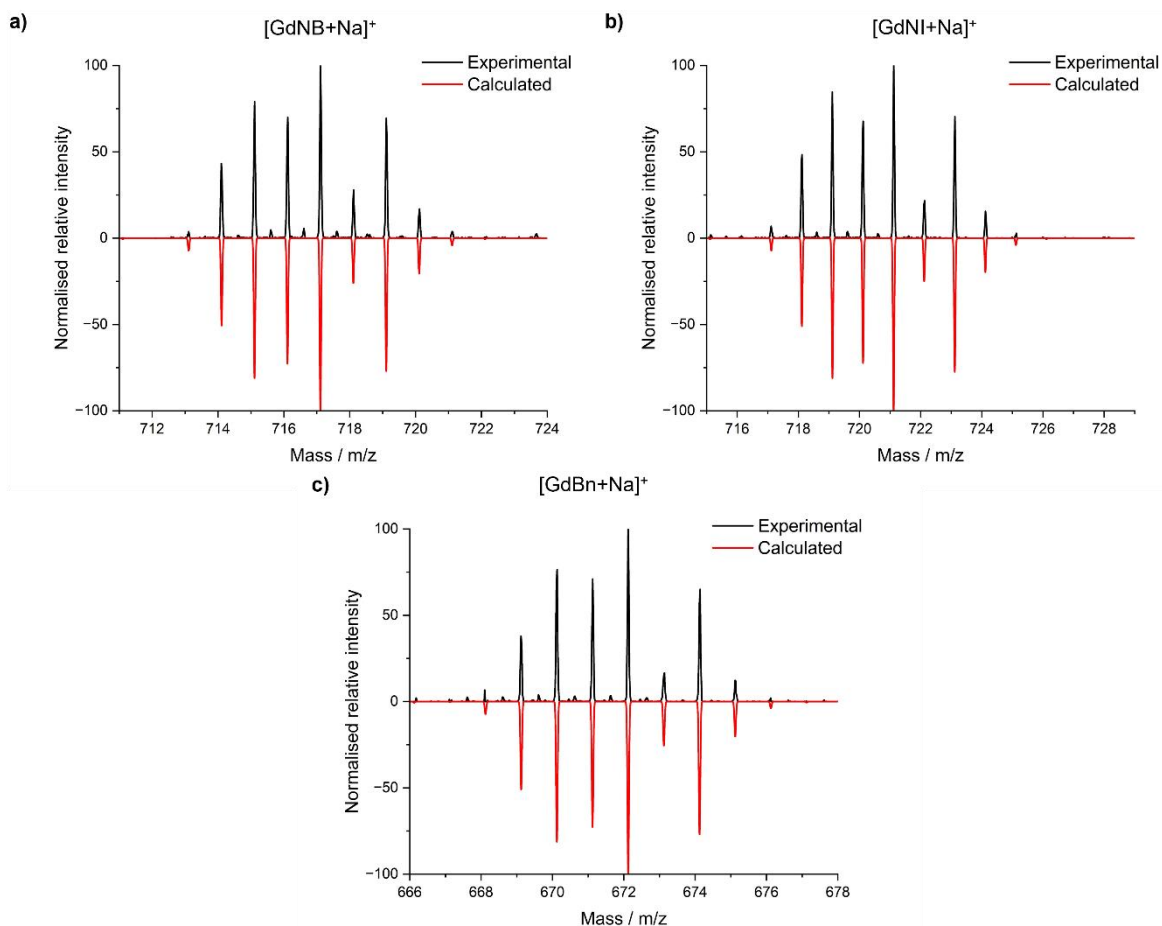 a)
[GdNB+Na]⁺
Experimental
Calculated
Normalised relative intensity
100
50
0
−50
−100
712 714 716 718 720 722 724
Mass / m/z
b)
[GdNI+Na]⁺
Experimental
Calculated
Normalised relative intensity
100
50
0
−50
−100
716 718 720 722 724 726 728
Mass / m/z
c)
[GdBn+Na]⁺
Experimental
Calculated
Normalised relative intensity
100
50
0
−50
−100
666 668 670 672 674 676 678
Mass / m/z